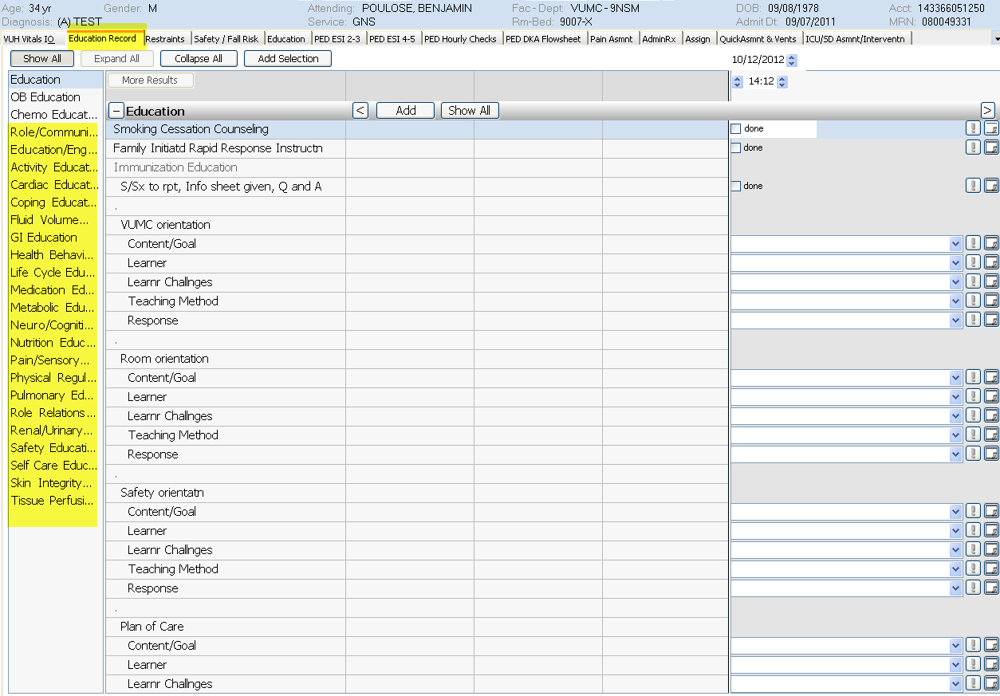 Age: 34 yr Gender: M Attending: POULOSE, BENJAMIN Fac - Dept: VUMC - 9NSM DOB: 09/08/1978 Acct: 143366051250
Diagnosis: (A) TEST Service: GNS Rm-Bed: 9007-X Admit Dt: 09/07/2011 MRN: 080049331
VUH Vitals IO Education Record Restraints Safety / Fall Risk Education PED ESI 2-3 PED ESI 4-5 PED Hourly Checks PED DKA Flowsheet Pain Asmnt AdminRx Assign QuickAsmnt & Vents ICU/SD Asmnt/Interventn
Show All Expand All Collapse All Add Selection 10/12/2012
Education
OB Education
Chemo Educat...
Role/Communi...
Education/Eng...
Activity Educat...
Cardiac Educat...
Coping Educat...
Fluid Volume...
GI Education
Health Behavi...
Life Cycle Edu...
Medication Ed...
Metabolic Edu...
Neuro/Cogniti...
Nutrition Educ...
Pain/Sensory...
Physical Regul...
Pulmonary Ed...
Role Relations...
Renal/Urinary...
Safety Educati...
Self Care Educ...
Skin Integrity...
Tissue Perfusi...
More Results 14:12
− Education < Add Show All >
Smoking Cessation Counseling done
Family Initiatd Rapid Response Instructn done
Immunization Education
S/Sx to rpt, Info sheet given, Q and A done
.
VUMC orientation
Content/Goal
Learner
Learnr Challnges
Teaching Method
Response
.
Room orientation
Content/Goal
Learner
Learnr Challnges
Teaching Method
Response
.
Safety orientatn
Content/Goal
Learner
Learnr Challnges
Teaching Method
Response
.
Plan of Care
Content/Goal
Learner
Learnr Challnges